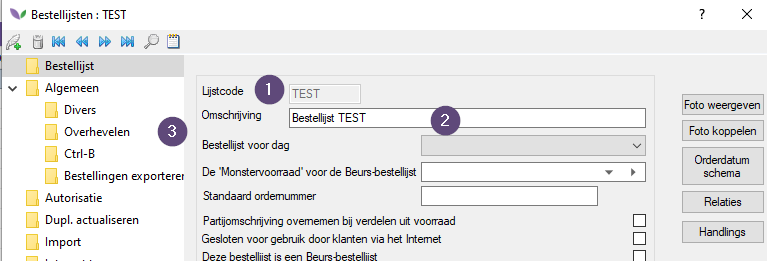 Bestellijsten : TEST
Bestellijst
Algemeen
Divers
Overhevelen
Ctrl-B
Bestellingen exporteren
Autorisatie
Dupl. actualiseren
Import
Lijstcode
1
TEST
Omschrijving
Bestellijst TEST
2
3
Bestellijst voor dag
De 'Monstervoorraad' voor de Beurs-bestellijst
Standaard ordernummer
Partijomschrijving overnemen bij verdelen uit voorraad
Gesloten voor gebruik door klanten via het Internet
Deze bestellijst is een Beurs-bestellijst
Foto weergeven
Foto koppelen
Orderdatum
schema
Relaties
Handlings